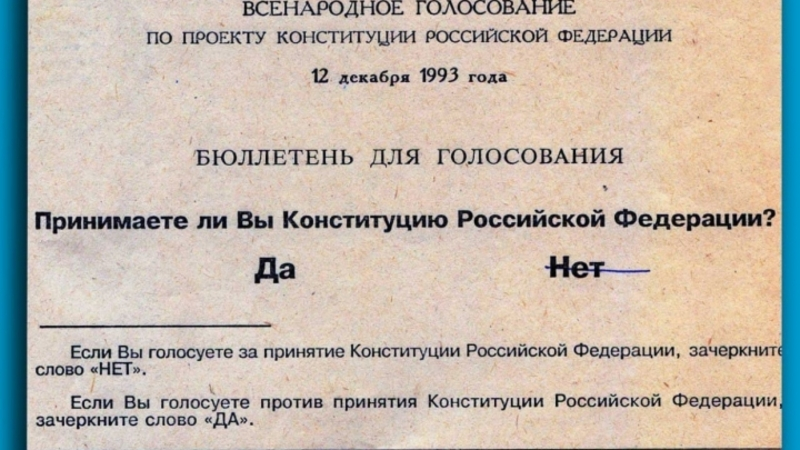 ВСЕНАРОДНОЕ ГОЛОСОВАНИЕ
ПО ПРОЕКТУ КОНСТИТУЦИИ РОССИЙСКОЙ ФЕДЕРАЦИИ
12 декабря 1993 года
БЮЛЛЕТЕНЬ ДЛЯ ГОЛОСОВАНИЯ
Принимаете ли Вы Конституцию Российской Федерации?
Да Нет
Если Вы голосуете за принятие Конституции Российской Федерации, зачеркните
слово «НЕТ».
Если Вы голосуете против принятия Конституции Российской Федерации,
зачеркните слово «ДА».